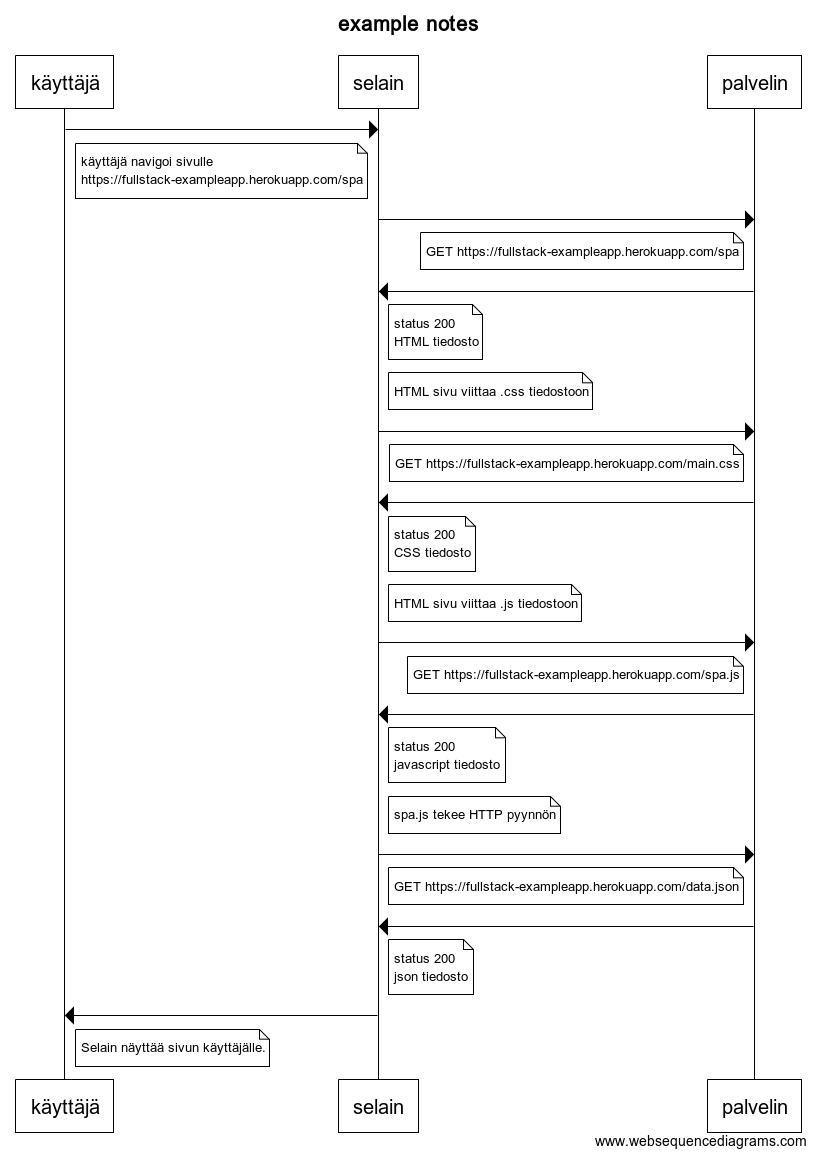 example notes
käyttäjä
selain
palvelin
käyttäjä navigoi sivulle
https://fullstack-exampleapp.herokuapp.com/spa
GET https://fullstack-exampleapp.herokuapp.com/spa
status 200
HTML tiedosto
HTML sivu viittaa .css tiedostoon
GET https://fullstack-exampleapp.herokuapp.com/main.css
status 200
CSS tiedosto
HTML sivu viittaa .js tiedostoon
GET https://fullstack-exampleapp.herokuapp.com/spa.js
status 200
javascript tiedosto
spa.js tekee HTTP pyynnön
GET https://fullstack-exampleapp.herokuapp.com/data.json
status 200
json tiedosto
Selain näyttää sivun käyttäjälle.
käyttäjä
selain
palvelin
www.websequencediagrams.com